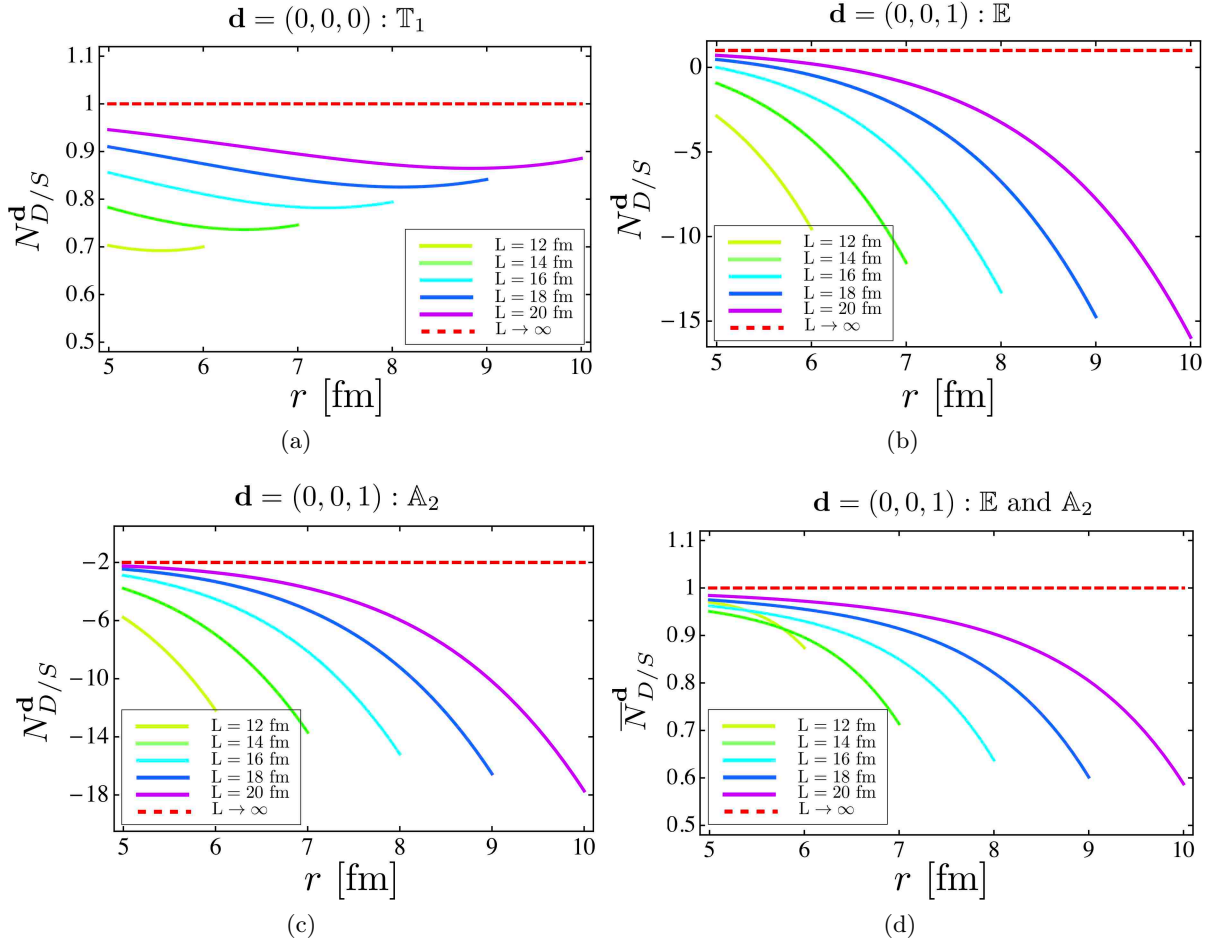 d = (0, 0, 0) : 𝕋₁
1.1
1
0.9
0.8
0.7
0.6
0.5
N^d_{D/S}
5 6 7 8 9 10
r [fm]
L = 12 fm
L = 14 fm
L = 16 fm
L = 18 fm
L = 20 fm
L → ∞
(a)
d = (0, 0, 1) : 𝔼
0
−5
−10
−15
N^d_{D/S}
5 6 7 8 9 10
r [fm]
L = 12 fm
L = 14 fm
L = 16 fm
L = 18 fm
L = 20 fm
L → ∞
(b)
d = (0, 0, 1) : 𝔸₂
−2
−6
−10
−14
−18
N^d_{D/S}
5 6 7 8 9 10
r [fm]
L = 12 fm
L = 14 fm
L = 16 fm
L = 18 fm
L = 20 fm
L → ∞
(c)
d = (0, 0, 1) : 𝔼 and 𝔸₂
1.1
1
0.9
0.8
0.7
0.6
0.5
N̅^d_{D/S}
5 6 7 8 9 10
r [fm]
L = 12 fm
L = 14 fm
L = 16 fm
L = 18 fm
L = 20 fm
L → ∞
(d)